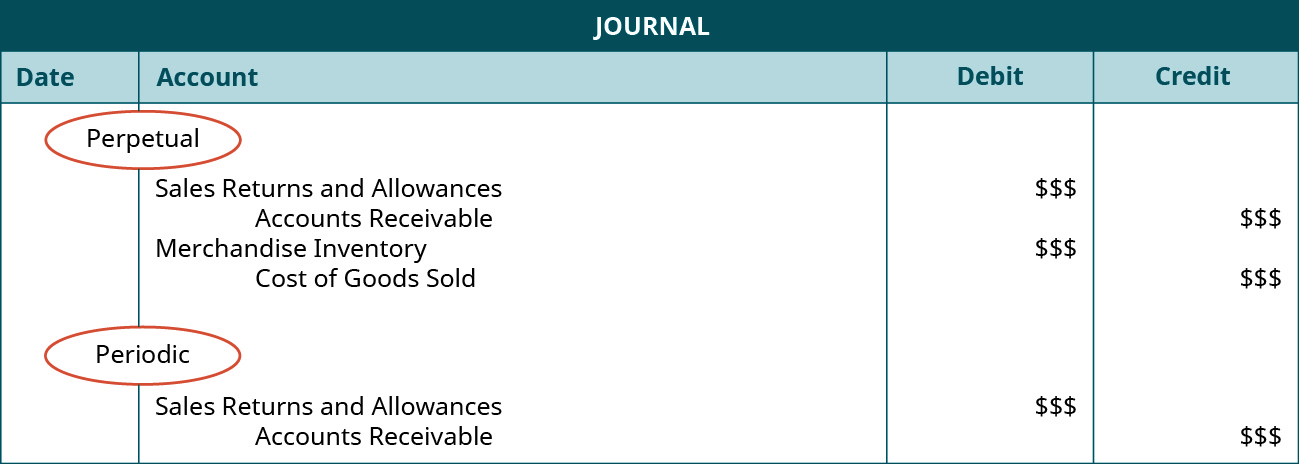 JOURNAL
Date Account Debit Credit
Perpetual
Sales Returns and Allowances $$$
Accounts Receivable $$$
Merchandise Inventory $$$
Cost of Goods Sold $$$
Periodic
Sales Returns and Allowances $$$
Accounts Receivable $$$